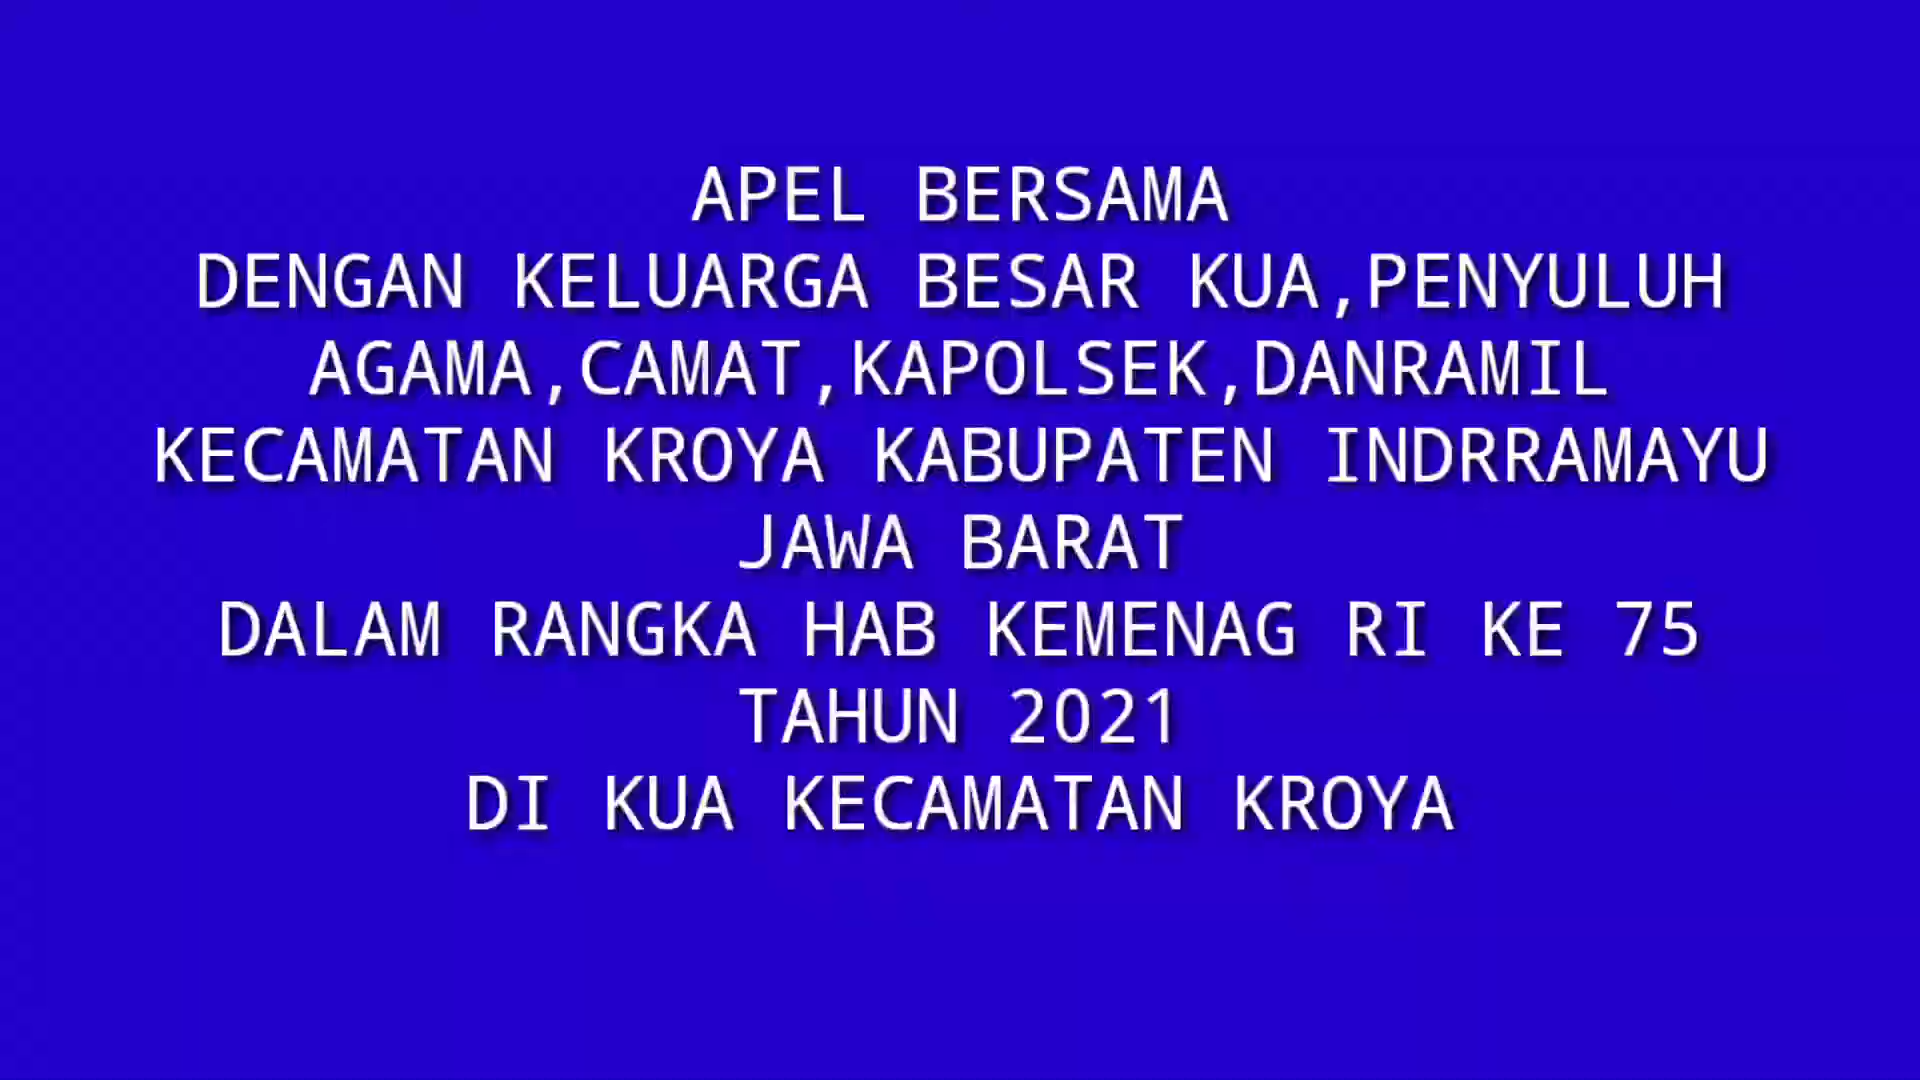 APEL BERSAMA
DENGAN KELUARGA BESAR KUA,PENYULUH
AGAMA,CAMAT,KAPOLSEK,DANRAMIL
KECAMATAN KROYA KABUPATEN INDRRAMAYU
JAWA BARAT
DALAM RANGKA HAB KEMENAG RI KE 75
TAHUN 2021
DI KUA KECAMATAN KROYA